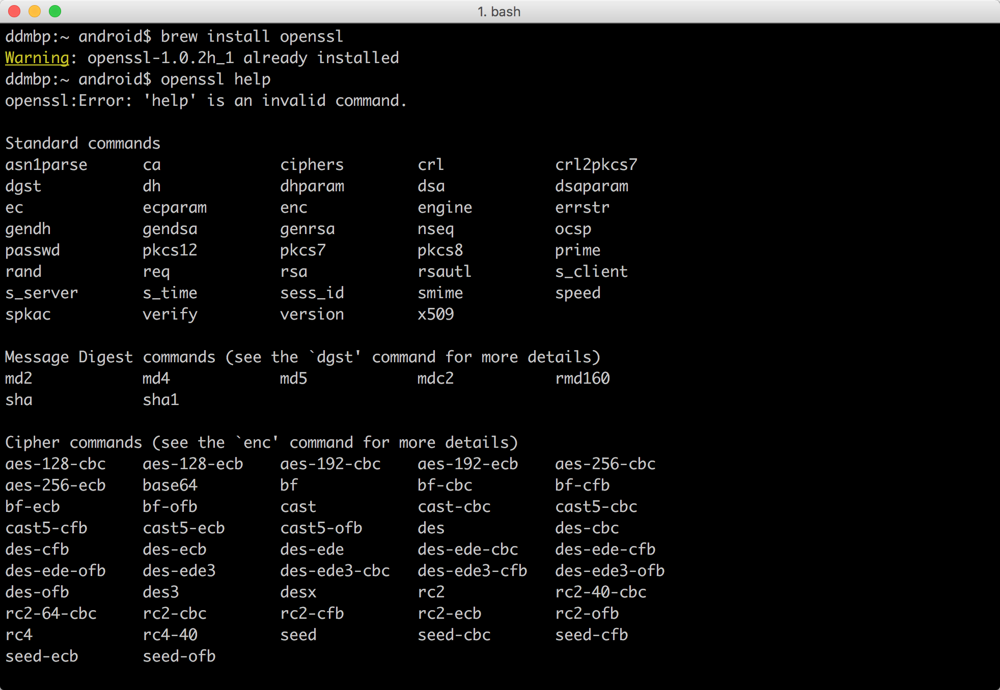 1. bash
ddmbp:~ android$ brew install openssl
Warning: openssl-1.0.2h_1 already installed
ddmbp:~ android$ openssl help
openssl:Error: 'help' is an invalid command.

Standard commands
asn1parse      ca             ciphers        crl            crl2pkcs7
dgst           dh             dhparam        dsa            dsaparam
ec             ecparam        enc            engine         errstr
gendh          gendsa         genrsa         nseq           ocsp
passwd         pkcs12         pkcs7          pkcs8          prime
rand           req            rsa            rsautl         s_client
s_server       s_time         sess_id        smime          speed
spkac          verify         version        x509

Message Digest commands (see the `dgst' command for more details)
md2            md4            md5            mdc2           rmd160
sha            sha1

Cipher commands (see the `enc' command for more details)
aes-128-cbc    aes-128-ecb    aes-192-cbc    aes-192-ecb    aes-256-cbc
aes-256-ecb    base64         bf             bf-cbc         bf-cfb
bf-ecb         bf-ofb         cast           cast-cbc       cast5-cbc
cast5-cfb      cast5-ecb      cast5-ofb      des            des-cbc
des-cfb        des-ecb        des-ede        des-ede-cbc    des-ede-cfb
des-ede-ofb    des-ede3       des-ede3-cbc   des-ede3-cfb   des-ede3-ofb
des-ofb        des3           desx           rc2            rc2-40-cbc
rc2-64-cbc     rc2-cbc        rc2-cfb        rc2-ecb        rc2-ofb
rc4            rc4-40         seed           seed-cbc       seed-cfb
seed-ecb       seed-ofb